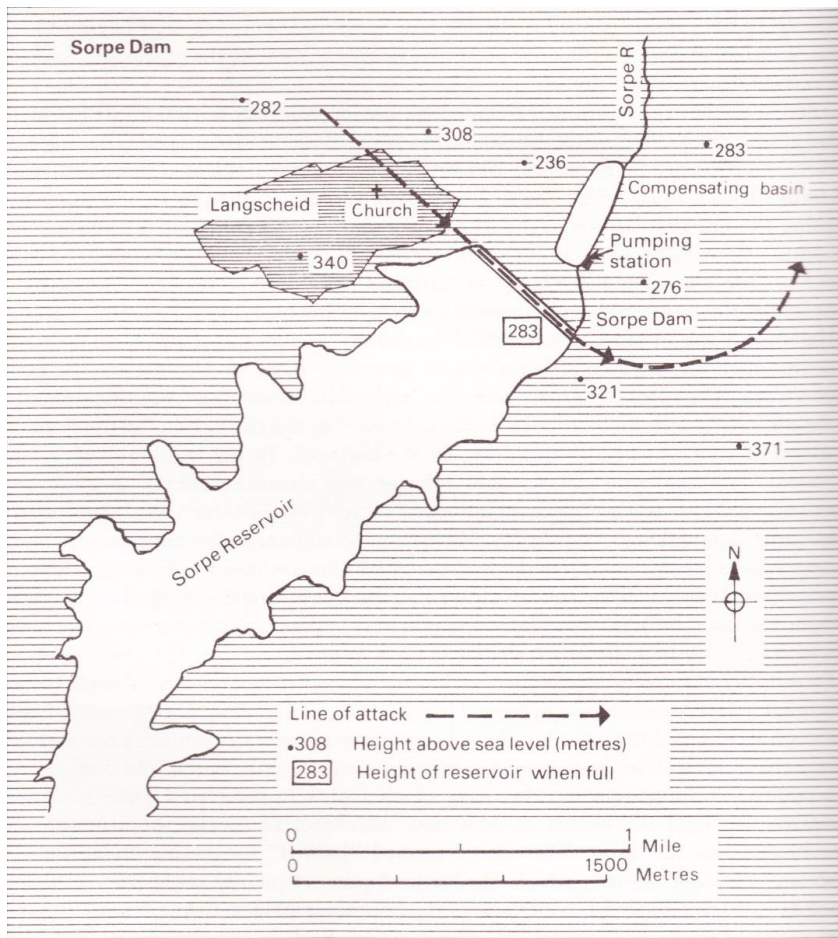 Sorpe Dam
Sorpe R
282
308
236
283
Compensating basin
Langscheid
Church
Pumping
station
340
276
283
Sorpe Dam
321
371
Sorpe Reservoir
N
Line of attack
308 Height above sea level (metres)
283 Height of reservoir when full
0 1 Mile
0 1500 Metres